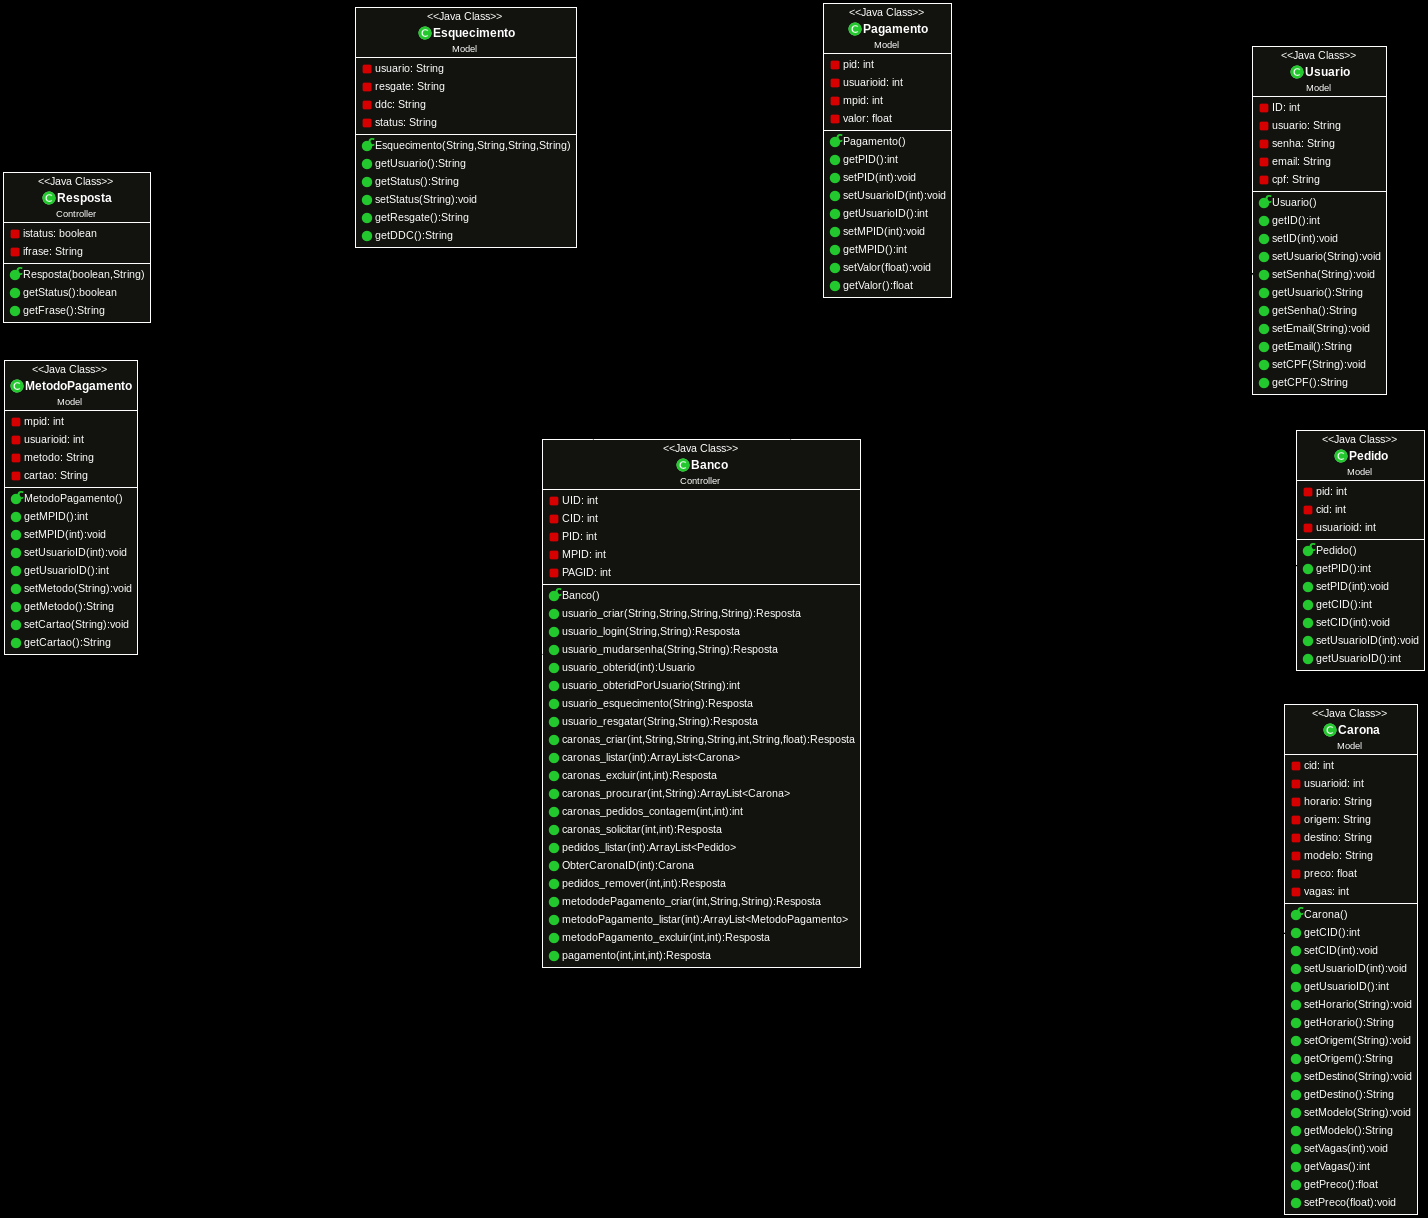 <<Java Class>>
Esquecimento
Model
usuario: String
resgate: String
ddc: String
status: String
Esquecimento(String,String,String,String)
getUsuario():String
getStatus():String
setStatus(String):void
getResgate():String
getDDC():String
<<Java Class>>
Pagamento
Model
pid: int
usuarioid: int
mpid: int
valor: float
Pagamento()
getPID():int
setPID(int):void
setUsuarioID(int):void
getUsuarioID():int
setMPID(int):void
getMPID():int
setValor(float):void
getValor():float
<<Java Class>>
Usuario
Model
ID: int
usuario: String
senha: String
email: String
cpf: String
Usuario()
getID():int
setID(int):void
setUsuario(String):void
setSenha(String):void
getUsuario():String
getSenha():String
setEmail(String):void
getEmail():String
setCPF(String):void
getCPF():String
<<Java Class>>
Resposta
Controller
istatus: boolean
ifrase: String
Resposta(boolean,String)
getStatus():boolean
getFrase():String
<<Java Class>>
MetodoPagamento
Model
mpid: int
usuarioid: int
metodo: String
cartao: String
MetodoPagamento()
getMPID():int
setMPID(int):void
setUsuarioID(int):void
getUsuarioID():int
setMetodo(String):void
getMetodo():String
setCartao(String):void
getCartao():String
<<Java Class>>
Banco
Controller
UID: int
CID: int
PID: int
MPID: int
PAGID: int
Banco()
usuario_criar(String,String,String,String):Resposta
usuario_login(String,String):Resposta
usuario_mudarsenha(String,String):Resposta
usuario_obterid(int):Usuario
usuario_obteridPorUsuario(String):int
usuario_esquecimento(String):Resposta
usuario_resgatar(String,String):Resposta
caronas_criar(int,String,String,String,int,String,float):Resposta
caronas_listar(int):ArrayList<Carona>
caronas_excluir(int,int):Resposta
caronas_procurar(int,String):ArrayList<Carona>
caronas_pedidos_contagem(int,int):int
caronas_solicitar(int,int):Resposta
pedidos_listar(int):ArrayList<Pedido>
ObterCaronaID(int):Carona
pedidos_remover(int,int):Resposta
metododePagamento_criar(int,String,String):Resposta
metodoPagamento_listar(int):ArrayList<MetodoPagamento>
metodoPagamento_excluir(int,int):Resposta
pagamento(int,int,int):Resposta
<<Java Class>>
Pedido
Model
pid: int
cid: int
usuarioid: int
Pedido()
getPID():int
setPID(int):void
getCID():int
setCID(int):void
setUsuarioID(int):void
getUsuarioID():int
<<Java Class>>
Carona
Model
cid: int
usuarioid: int
horario: String
origem: String
destino: String
modelo: String
preco: float
vagas: int
Carona()
getCID():int
setCID(int):void
setUsuarioID(int):void
getUsuarioID():int
setHorario(String):void
getHorario():String
setOrigem(String):void
getOrigem():String
setDestino(String):void
getDestino():String
setModelo(String):void
getModelo():String
setVagas(int):void
getVagas():int
getPreco():float
setPreco(float):void